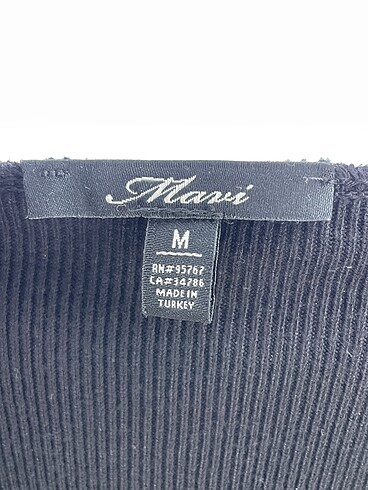 Mavi
M
RN#95767
CA#34786
MADE IN
TURKEY